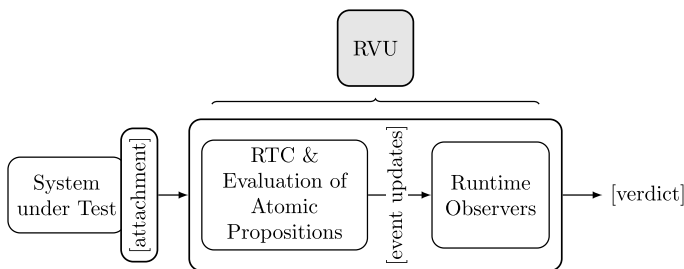 RVU
System
under Test
[attachment]
RTC &
Evaluation of
Atomic
Propositions
[event updates]
Runtime
Observers
[verdict]